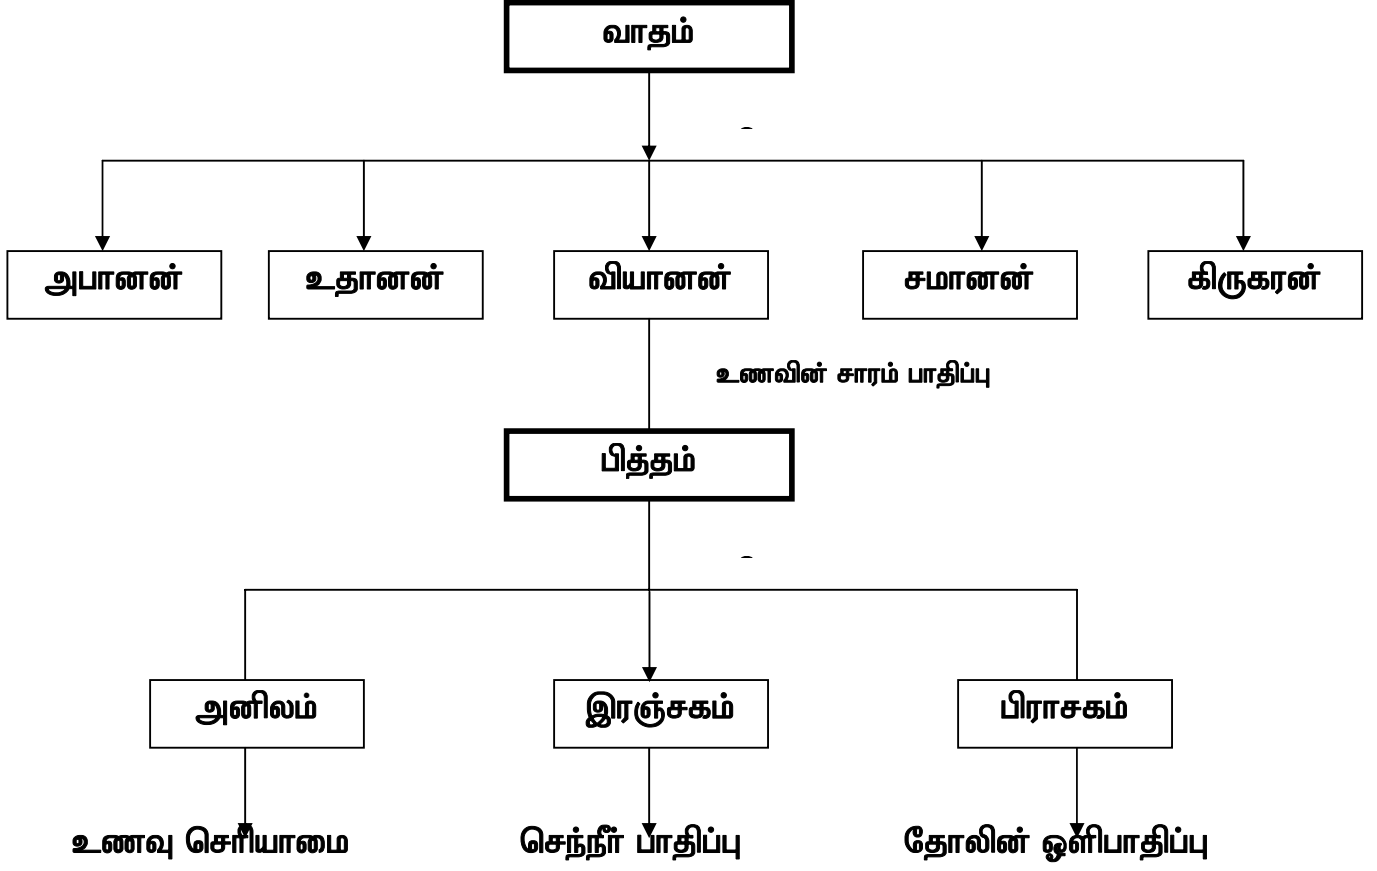 வாதம்
அபானன் உதானன் வியானன் சமானன் கிருகரன்
உணவின் சாரம் பாதிப்பு
பித்தம்
அனிலம் இரஞ்சகம் பிராசகம்
உணவு செரியாமை செந்நீர் பாதிப்பு தோலின் ஒளிபாதிப்பு